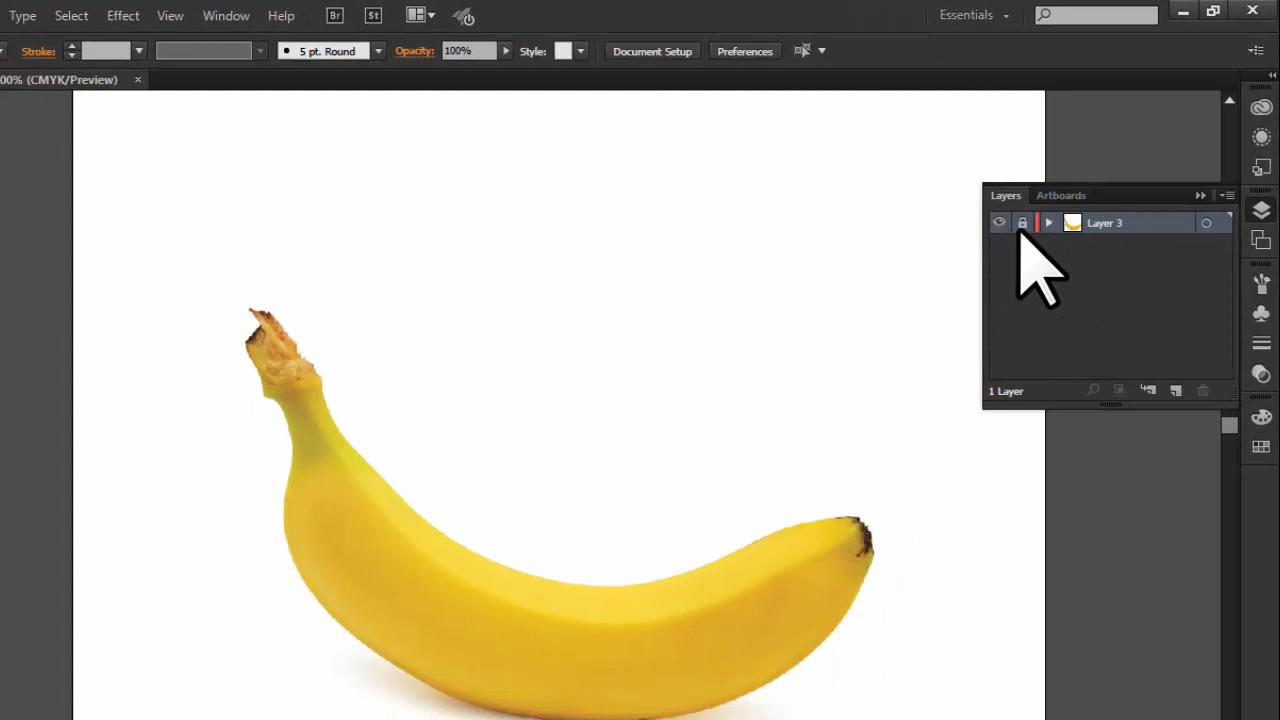 Type Select Effect View Window Help Br St Essentials
Stroke: 5 pt. Round Opacity: 100% Style: Document Setup Preferences
00% (CMYK/Preview) ×
Layers Artboards
Layer 3
1 Layer